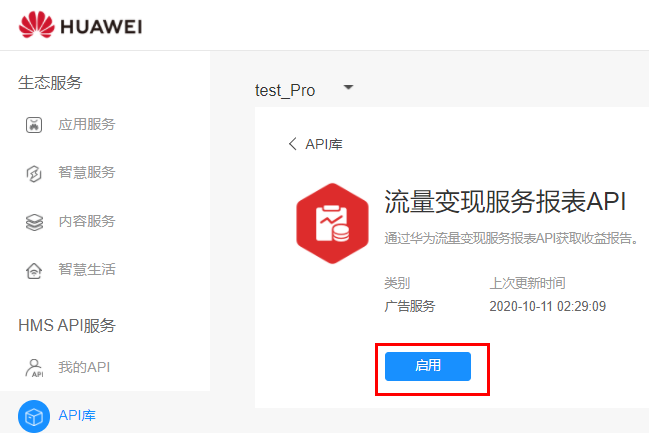 HUAWEI
生态服务
应用服务
智慧服务
内容服务
智慧生活
HMS API服务
我的API
API库
test_Pro
API库
流量变现服务报表API
通过华为流量变现服务报表API获取收益报告。
类别
上次更新时间
广告服务
2020-10-11 02:29:09
启用